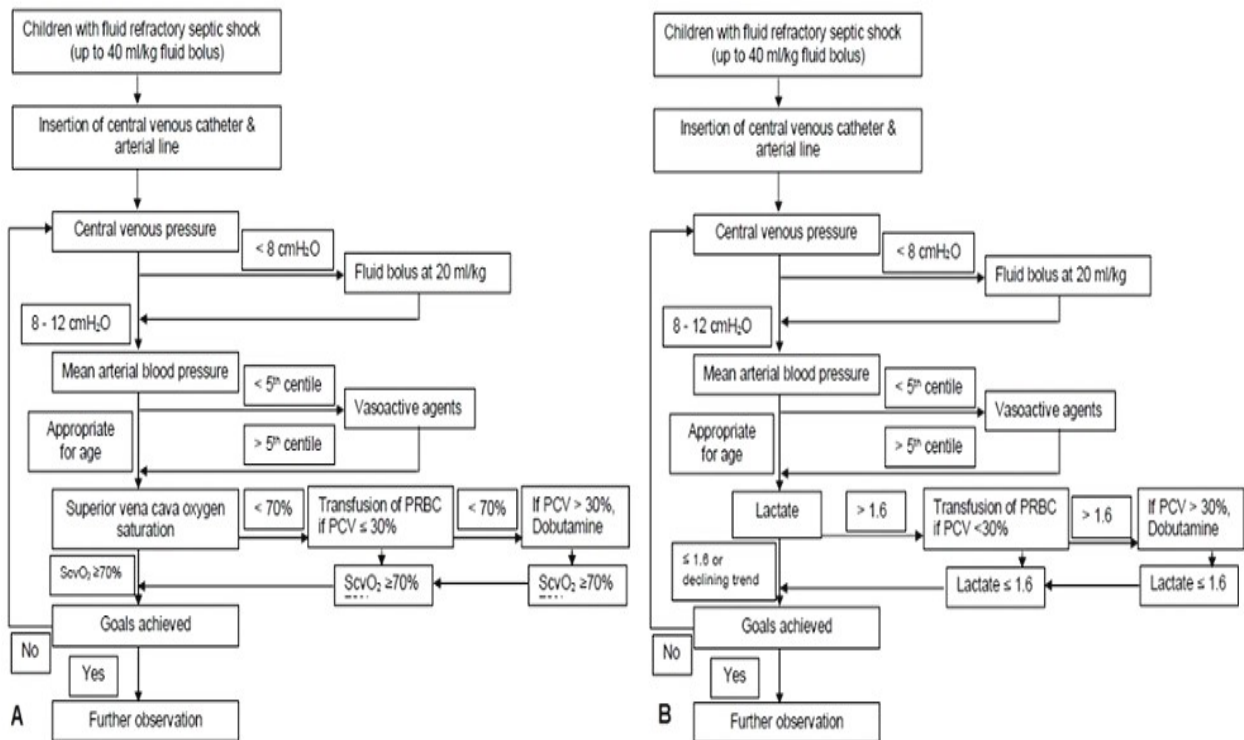 Children with fluid refractory septic shock
(up to 40 ml/kg fluid bolus)
Insertion of central venous catheter &
arterial line
Central venous pressure
< 8 cmH₂O
Fluid bolus at 20 ml/kg
8 - 12 cmH₂O
Mean arterial blood pressure
< 5th centile
Vasoactive agents
Appropriate
for age
> 5th centile
Superior vena cava oxygen
saturation
< 70%
Transfusion of PRBC
if PCV ≤ 30%
< 70%
If PCV > 30%,
Dobutamine
ScvO₂ ≥70%
ScvO₂ ≥70%
ScvO₂ ≥70%
Goals achieved
No
Yes
Further observation
A
Children with fluid refractory septic shock
(up to 40 ml/kg fluid bolus)
Insertion of central venous catheter &
arterial line
Central venous pressure
< 8 cmH₂O
Fluid bolus at 20 ml/kg
8 - 12 cmH₂O
Mean arterial blood pressure
< 5th centile
Vasoactive agents
Appropriate
for age
> 5th centile
Lactate
> 1.6
Transfusion of PRBC
if PCV <30%
> 1.6
If PCV > 30%,
Dobutamine
≤ 1.6 or
declining trend
Lactate ≤ 1.6
Lactate ≤ 1.6
Goals achieved
No
Yes
Further observation
B